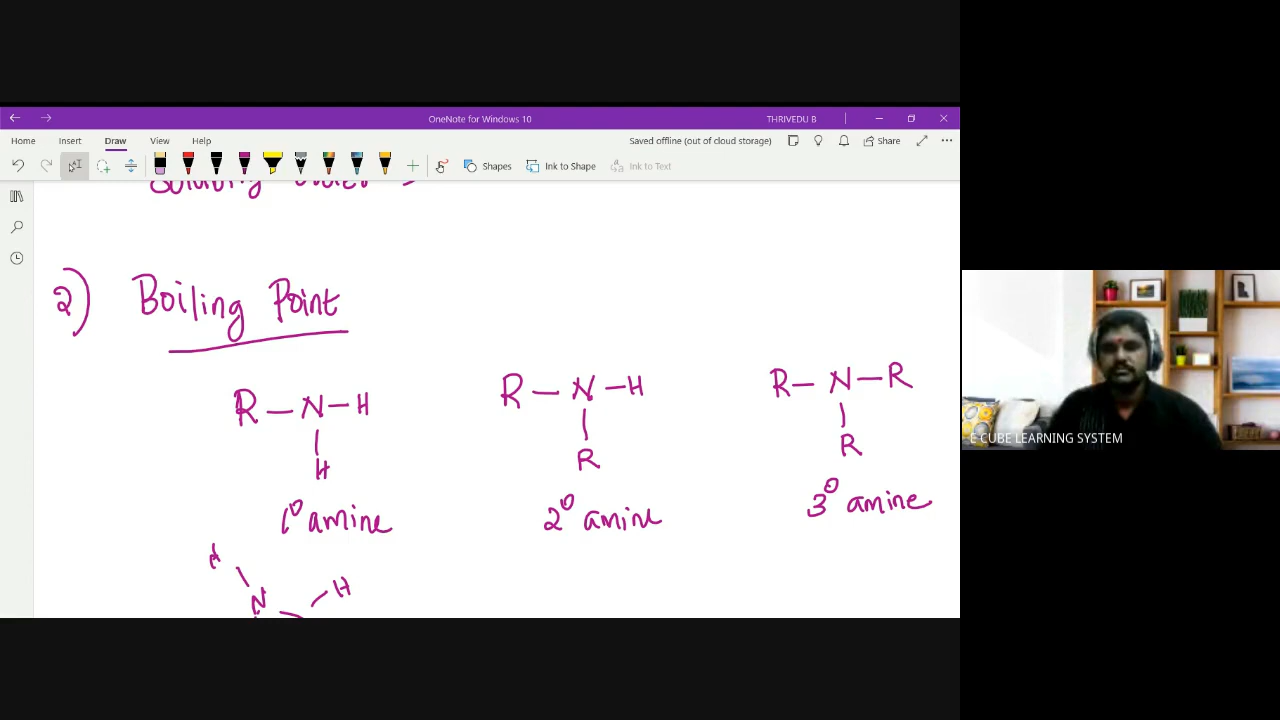 OneNote for Windows 10
THRIVEDU B
Home Insert Draw View Help
Saved offline (out of cloud storage)
Share
Shapes Ink to Shape Ink to Text
2) Boiling Point
R — N — H
H
1° amine
R — N — H
R
2° amine
R — N — R
R
3° amine
H
N
H
E CUBE LEARNING SYSTEM